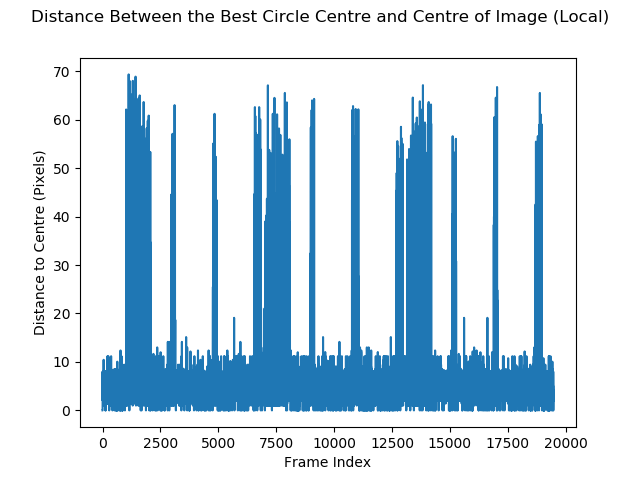 Distance Between the Best Circle Centre and Centre of Image (Local)
70
60
50
40
30
20
10
0
Distance to Centre (Pixels)
0 2500 5000 7500 10000 12500 15000 17500 20000
Frame Index